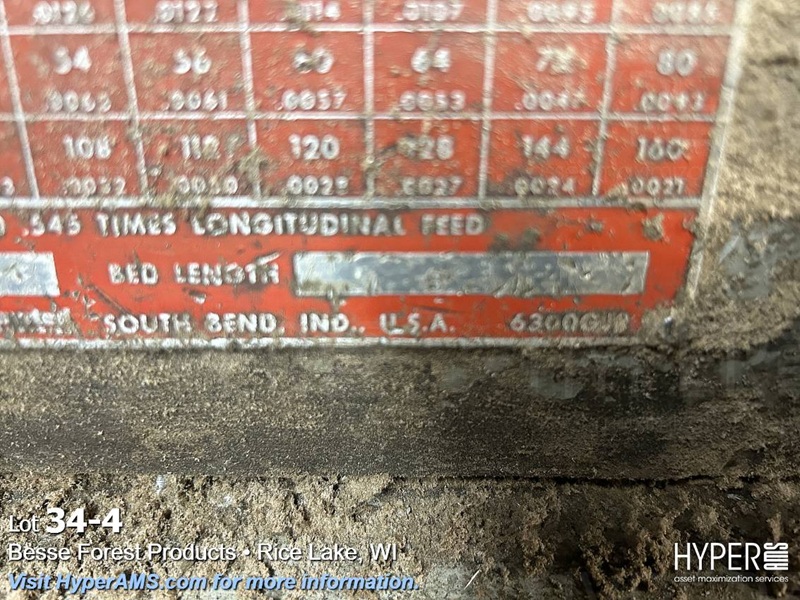 .0126 .0122 .0114 .0107 .0095
54 56 60 64 72 80
.0063 .0061 .0057 .0053 .0047 .0043
108 112 120 128 144 160
.0032 .0030 .0029 .0027 .0024 .0021
.545 TIMES LONGITUDINAL FEED
BED LENGTH
SOUTH BEND, IND., U.S.A.
Lot 34-4
Besse Forest Products • Rice Lake, WI
Visit HyperAMS.com for more information.
HYPER AMS
asset maximization services